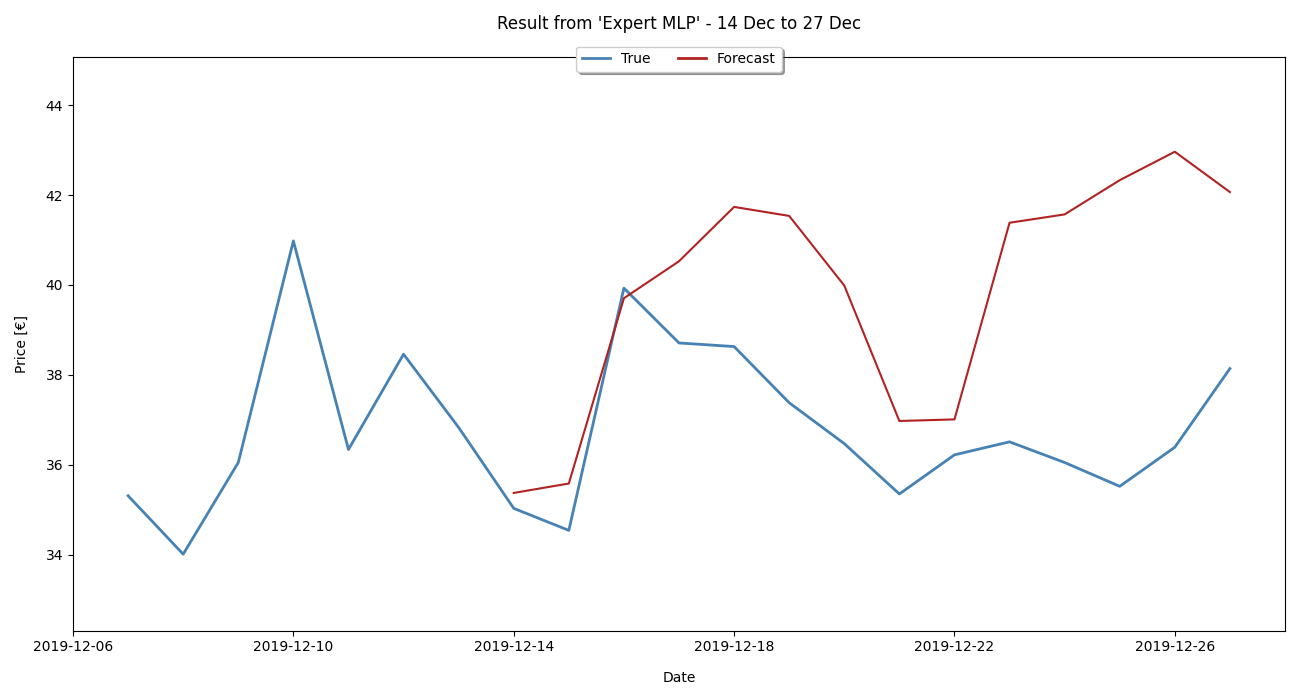 Result from 'Expert MLP' - 14 Dec to 27 Dec
True Forecast
44
42
40
38
36
34
Price [€]
2019-12-06 2019-12-10 2019-12-14 2019-12-18 2019-12-22 2019-12-26
Date